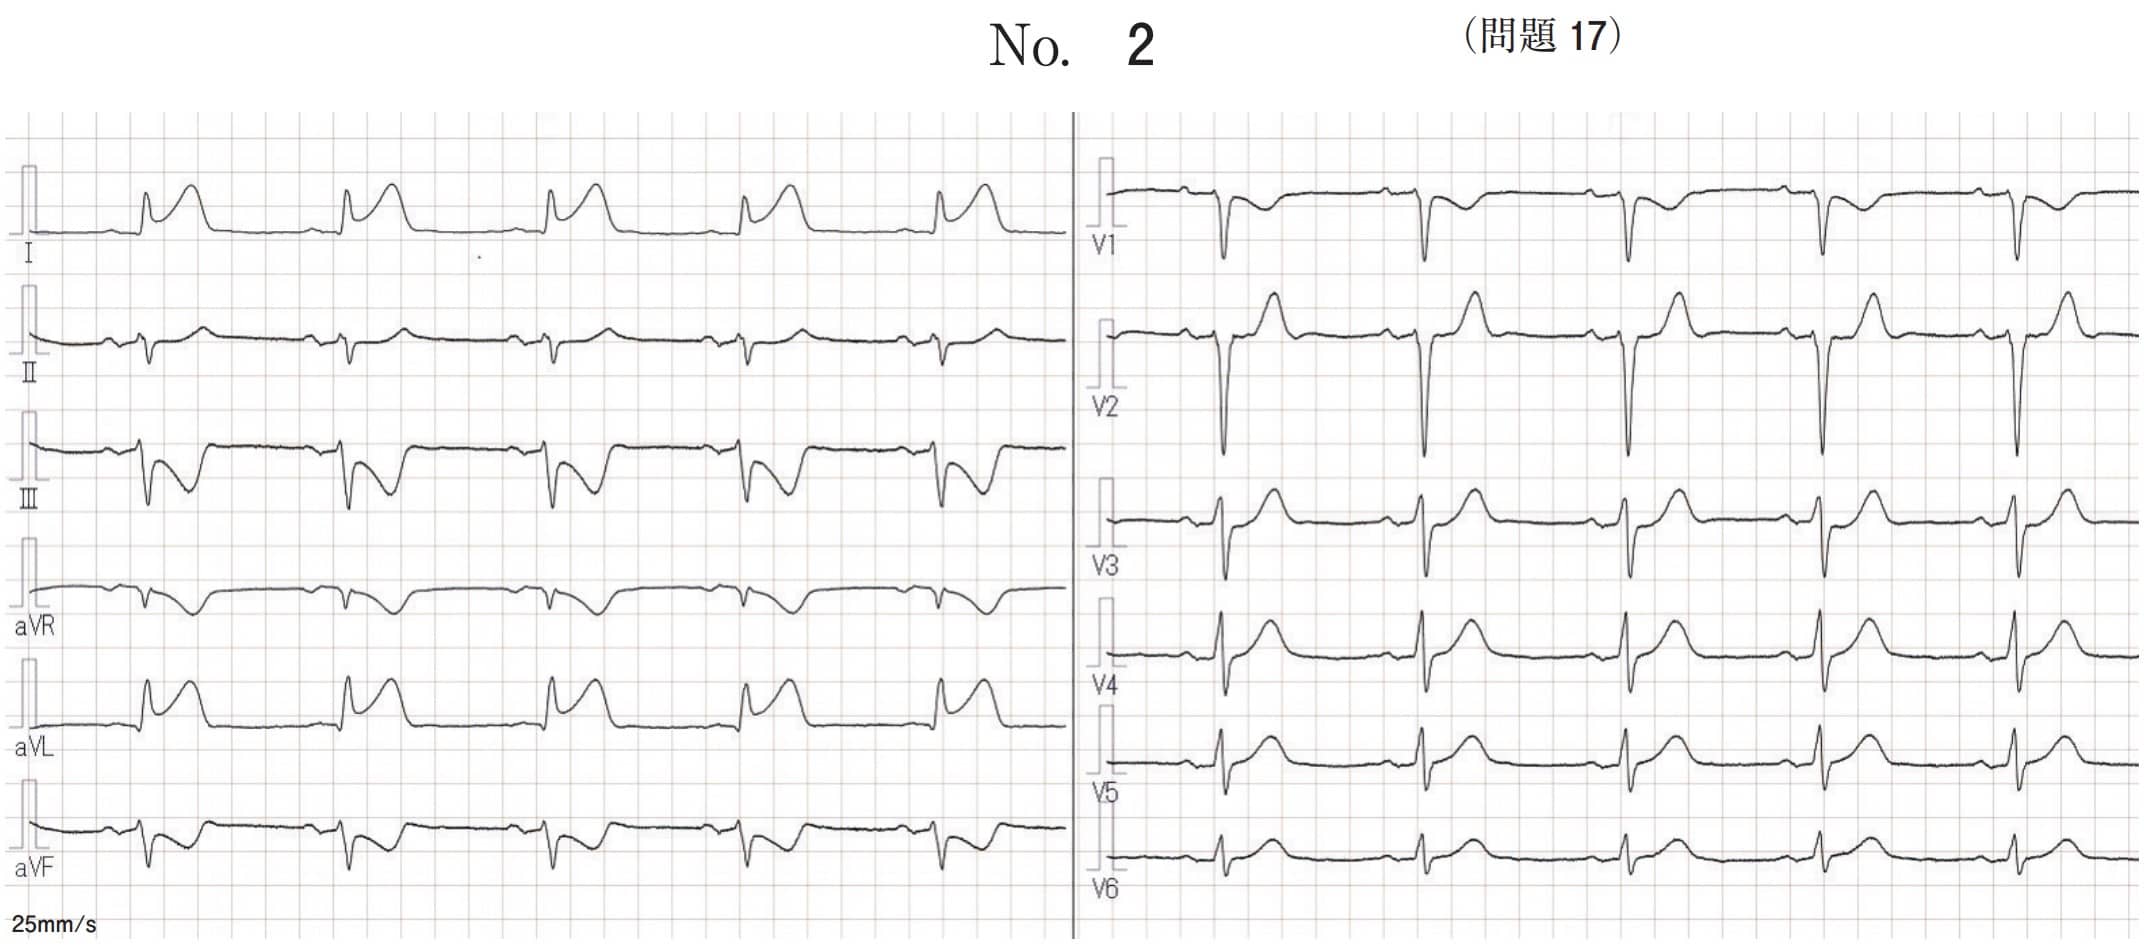 No. 2 （問題 17）
I
II
III
aVR
aVL
aVF
25mm/s
V1
V2
V3
V4
V5
V6